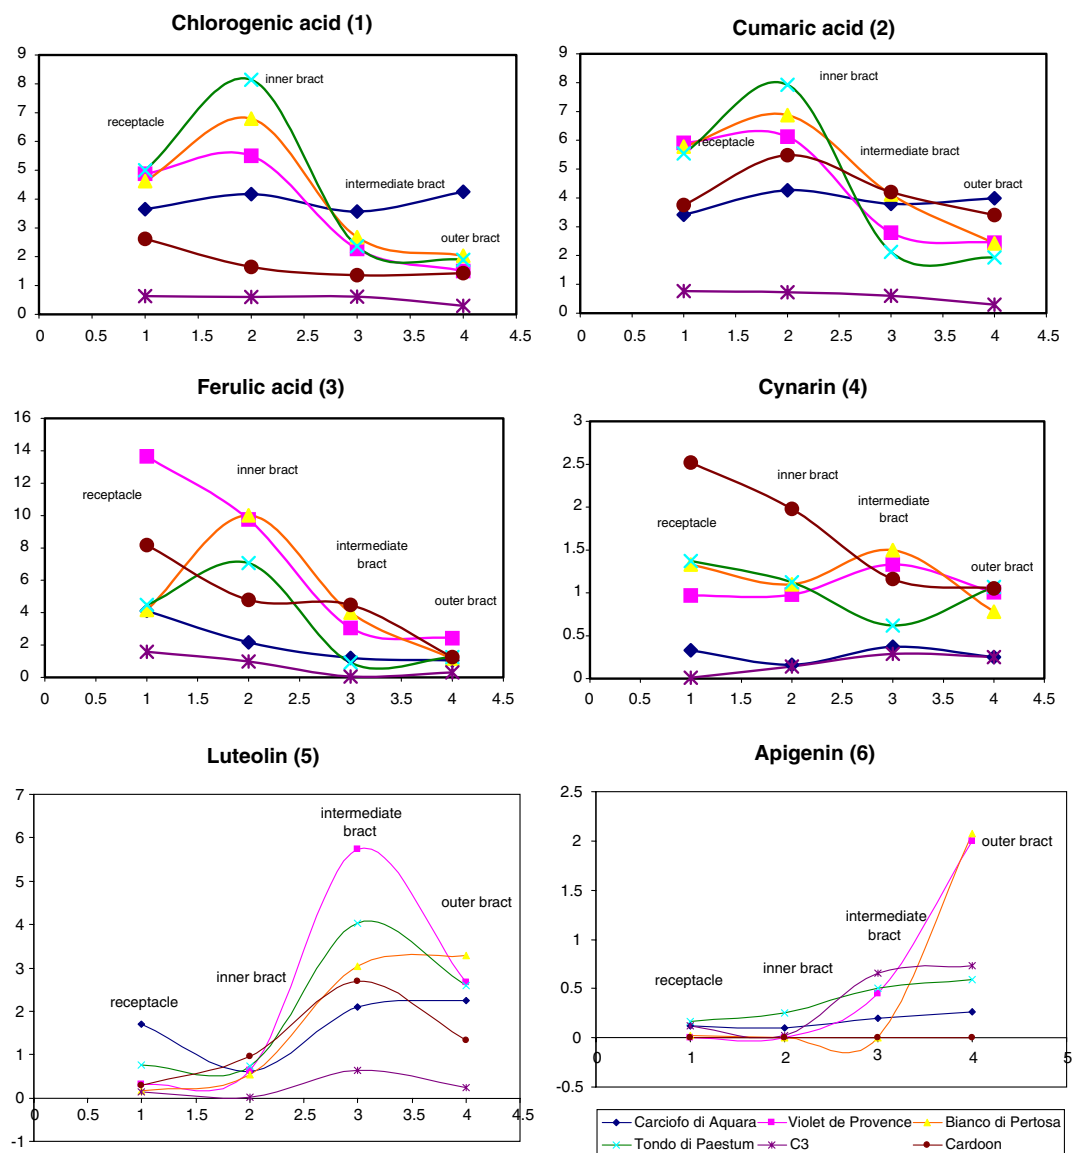 Chlorogenic acid (1)
9
8
7
6
5
4
3
2
1
0
0 0.5 1 1.5 2 2.5 3 3.5 4 4.5
receptacle
inner bract
intermediate bract
outer bract
Cumaric acid (2)
9
8
7
6
5
4
3
2
1
0
0 0.5 1 1.5 2 2.5 3 3.5 4 4.5
inner bract
receptacle
intermediate bract
outer bract
Ferulic acid (3)
16
14
12
10
8
6
4
2
0
0 0.5 1 1.5 2 2.5 3 3.5 4 4.5
inner bract
receptacle
intermediate
bract
outer bract
Cynarin (4)
3
2.5
2
1.5
1
0.5
0
0 0.5 1 1.5 2 2.5 3 3.5 4 4.5
inner bract
intermediate
bract
receptacle
outer bract
Luteolin (5)
7
6
5
4
3
2
1
0
-1
0 0.5 1 1.5 2 2.5 3 3.5 4 4.5
intermediate
bract
outer bract
inner bract
receptacle
Apigenin (6)
2.5
2
1.5
1
0.5
0
-0.5
0 1 2 3 4 5
outer bract
intermediate
bract
inner bract
receptacle
Carciofo di Aquara Violet de Provence Bianco di Pertosa
Tondo di Paestum C3 Cardoon